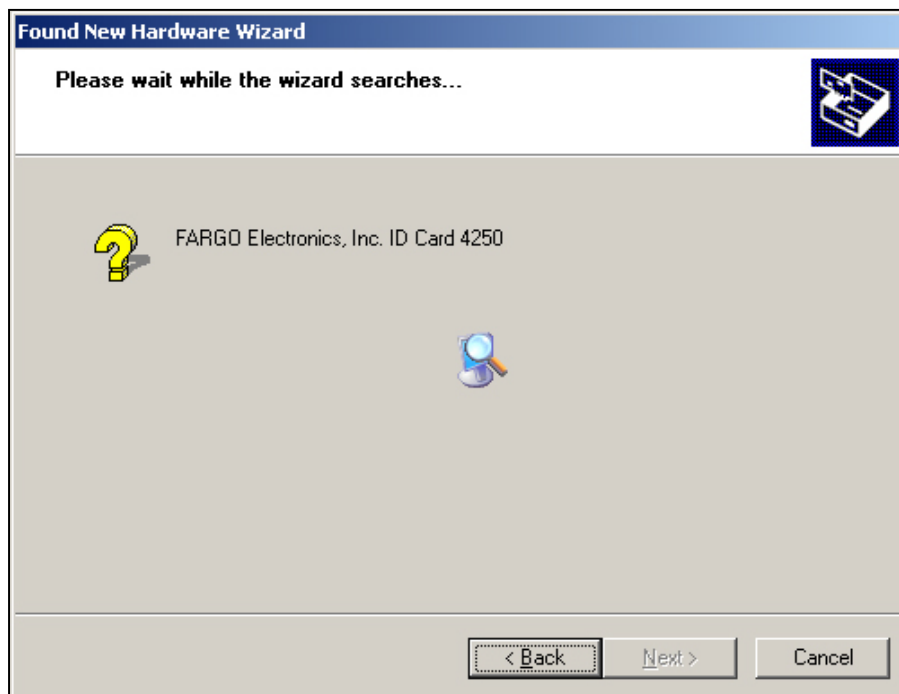 Found New Hardware Wizard
Please wait while the wizard searches...
FARGO Electronics, Inc. ID Card 4250
< Back
Next >
Cancel